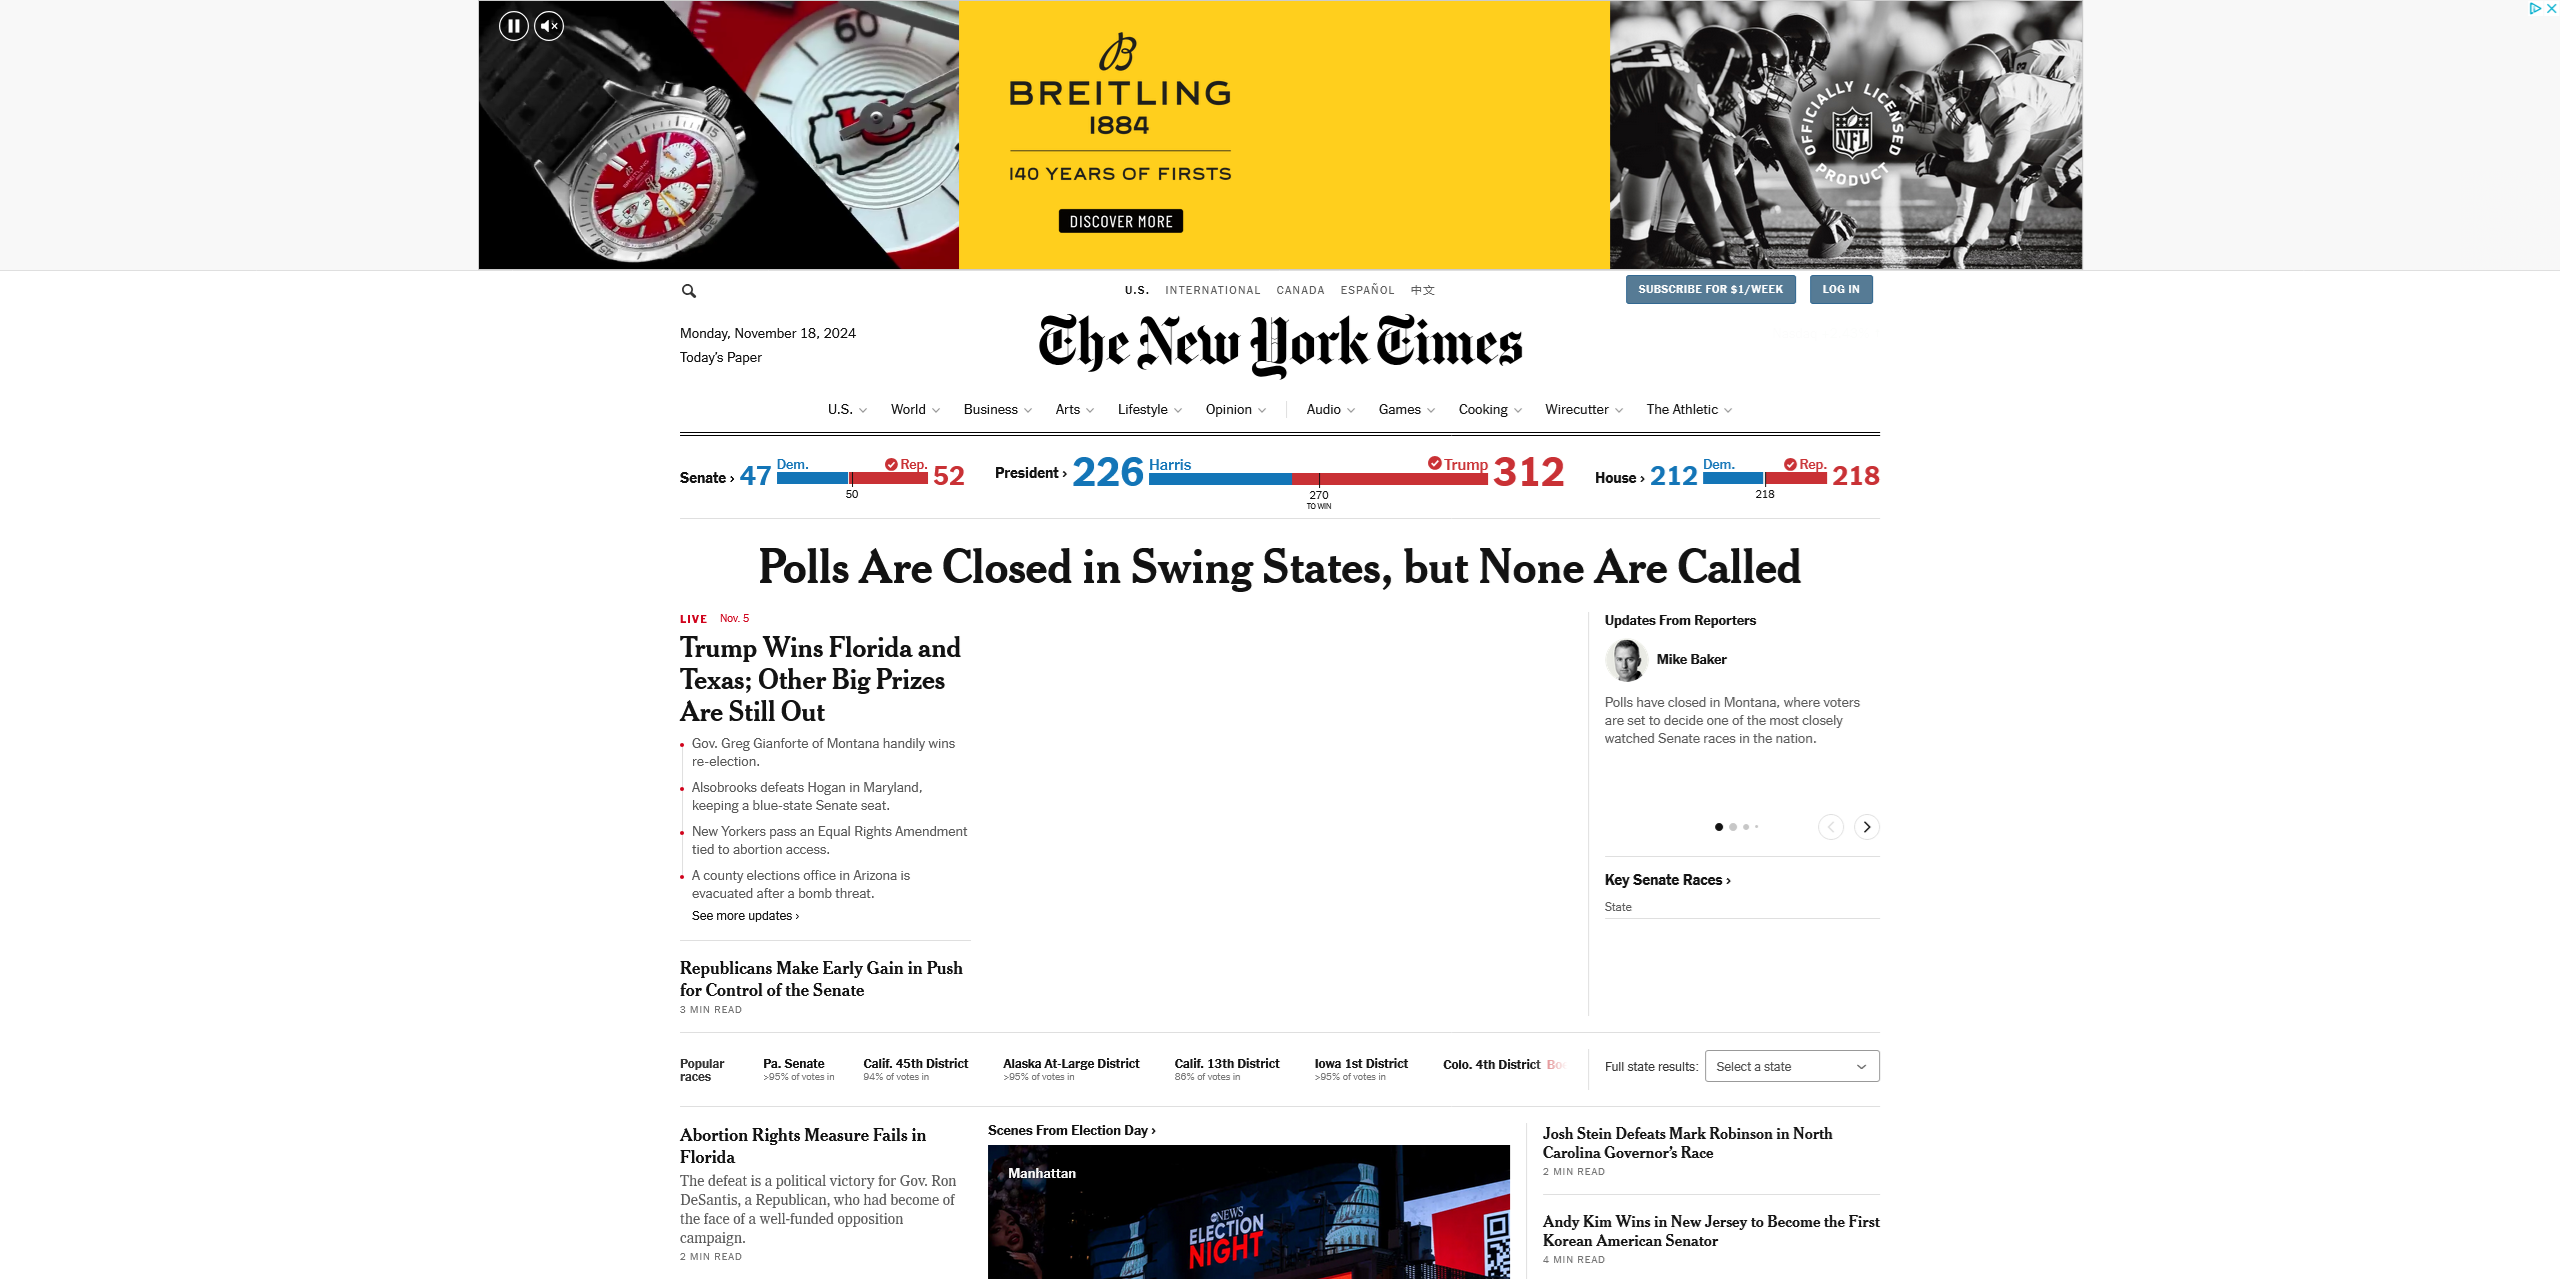 BREITLING
1884
140 YEARS OF FIRSTS
DISCOVER MORE
OFFICIALLY LICENSED
NFL
PRODUCT
U.S. INTERNATIONAL CANADA ESPAÑOL 中文
SUBSCRIBE FOR $1/WEEK
LOG IN
Monday, November 18, 2024
Today's Paper
The New York Times
U.S. World Business Arts Lifestyle Opinion Audio Games Cooking Wirecutter The Athletic
Senate › 47 Dem. Rep. 52
50
President › 226 Harris Trump 312
270
TO WIN
House › 212 Dem. Rep. 218
218
Polls Are Closed in Swing States, but None Are Called
LIVE Nov. 5
Trump Wins Florida and
Texas; Other Big Prizes
Are Still Out
Gov. Greg Gianforte of Montana handily wins
re-election.
Alsobrooks defeats Hogan in Maryland,
keeping a blue-state Senate seat.
New Yorkers pass an Equal Rights Amendment
tied to abortion access.
A county elections office in Arizona is
evacuated after a bomb threat.
See more updates ›
Republicans Make Early Gain in Push
for Control of the Senate
3 MIN READ
Updates From Reporters
Mike Baker
Polls have closed in Montana, where voters
are set to decide one of the most closely
watched Senate races in the nation.
Key Senate Races ›
State
Popular
races
Pa. Senate
>95% of votes in
Calif. 45th District
94% of votes in
Alaska At-Large District
>95% of votes in
Calif. 13th District
86% of votes in
Iowa 1st District
>95% of votes in
Colo. 4th District
Full state results: Select a state
Abortion Rights Measure Fails in
Florida
The defeat is a political victory for Gov. Ron
DeSantis, a Republican, who had become of
the face of a well-funded opposition
campaign.
2 MIN READ
Scenes From Election Day ›
Manhattan
abc NEWS
ELECTION
NIGHT
Josh Stein Defeats Mark Robinson in North
Carolina Governor's Race
2 MIN READ
Andy Kim Wins in New Jersey to Become the First
Korean American Senator
4 MIN READ